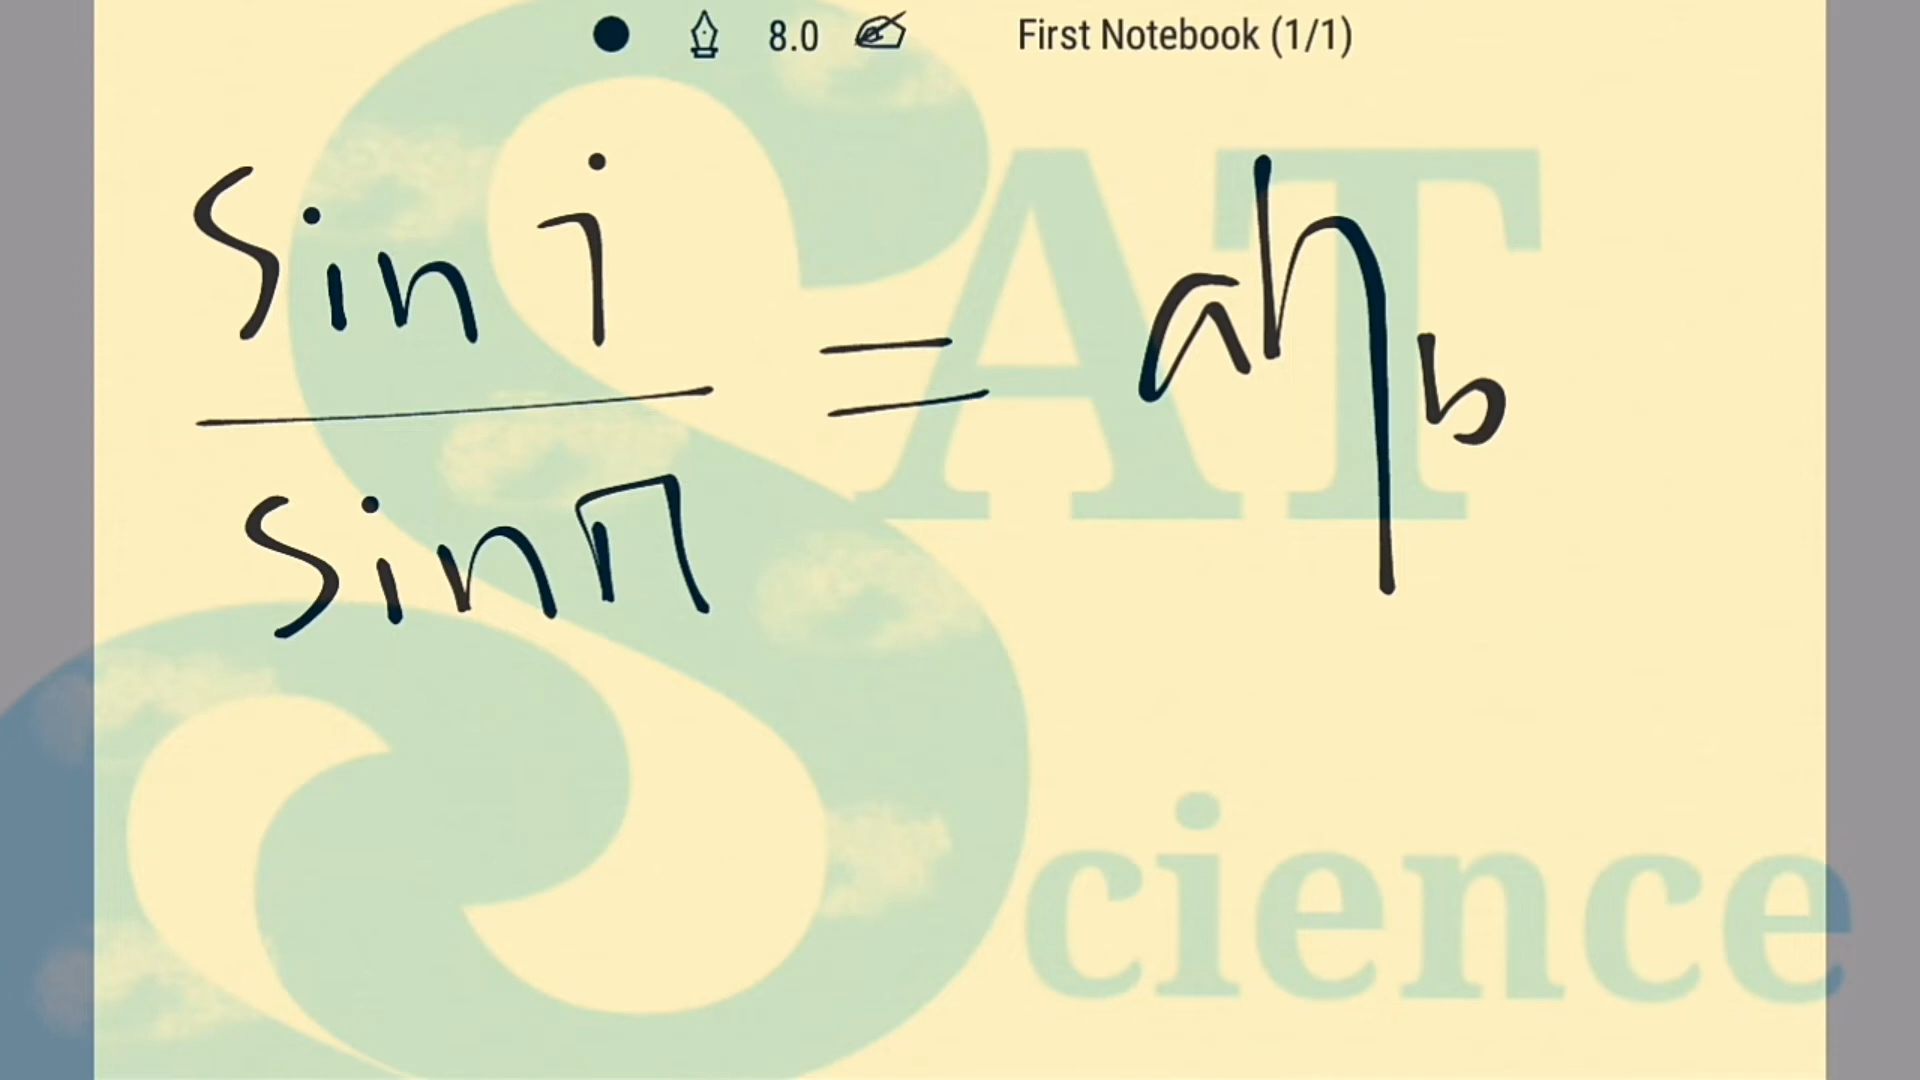 8.0 First Notebook (1/1)
sin i
= aηb
sin r
SAT
Science